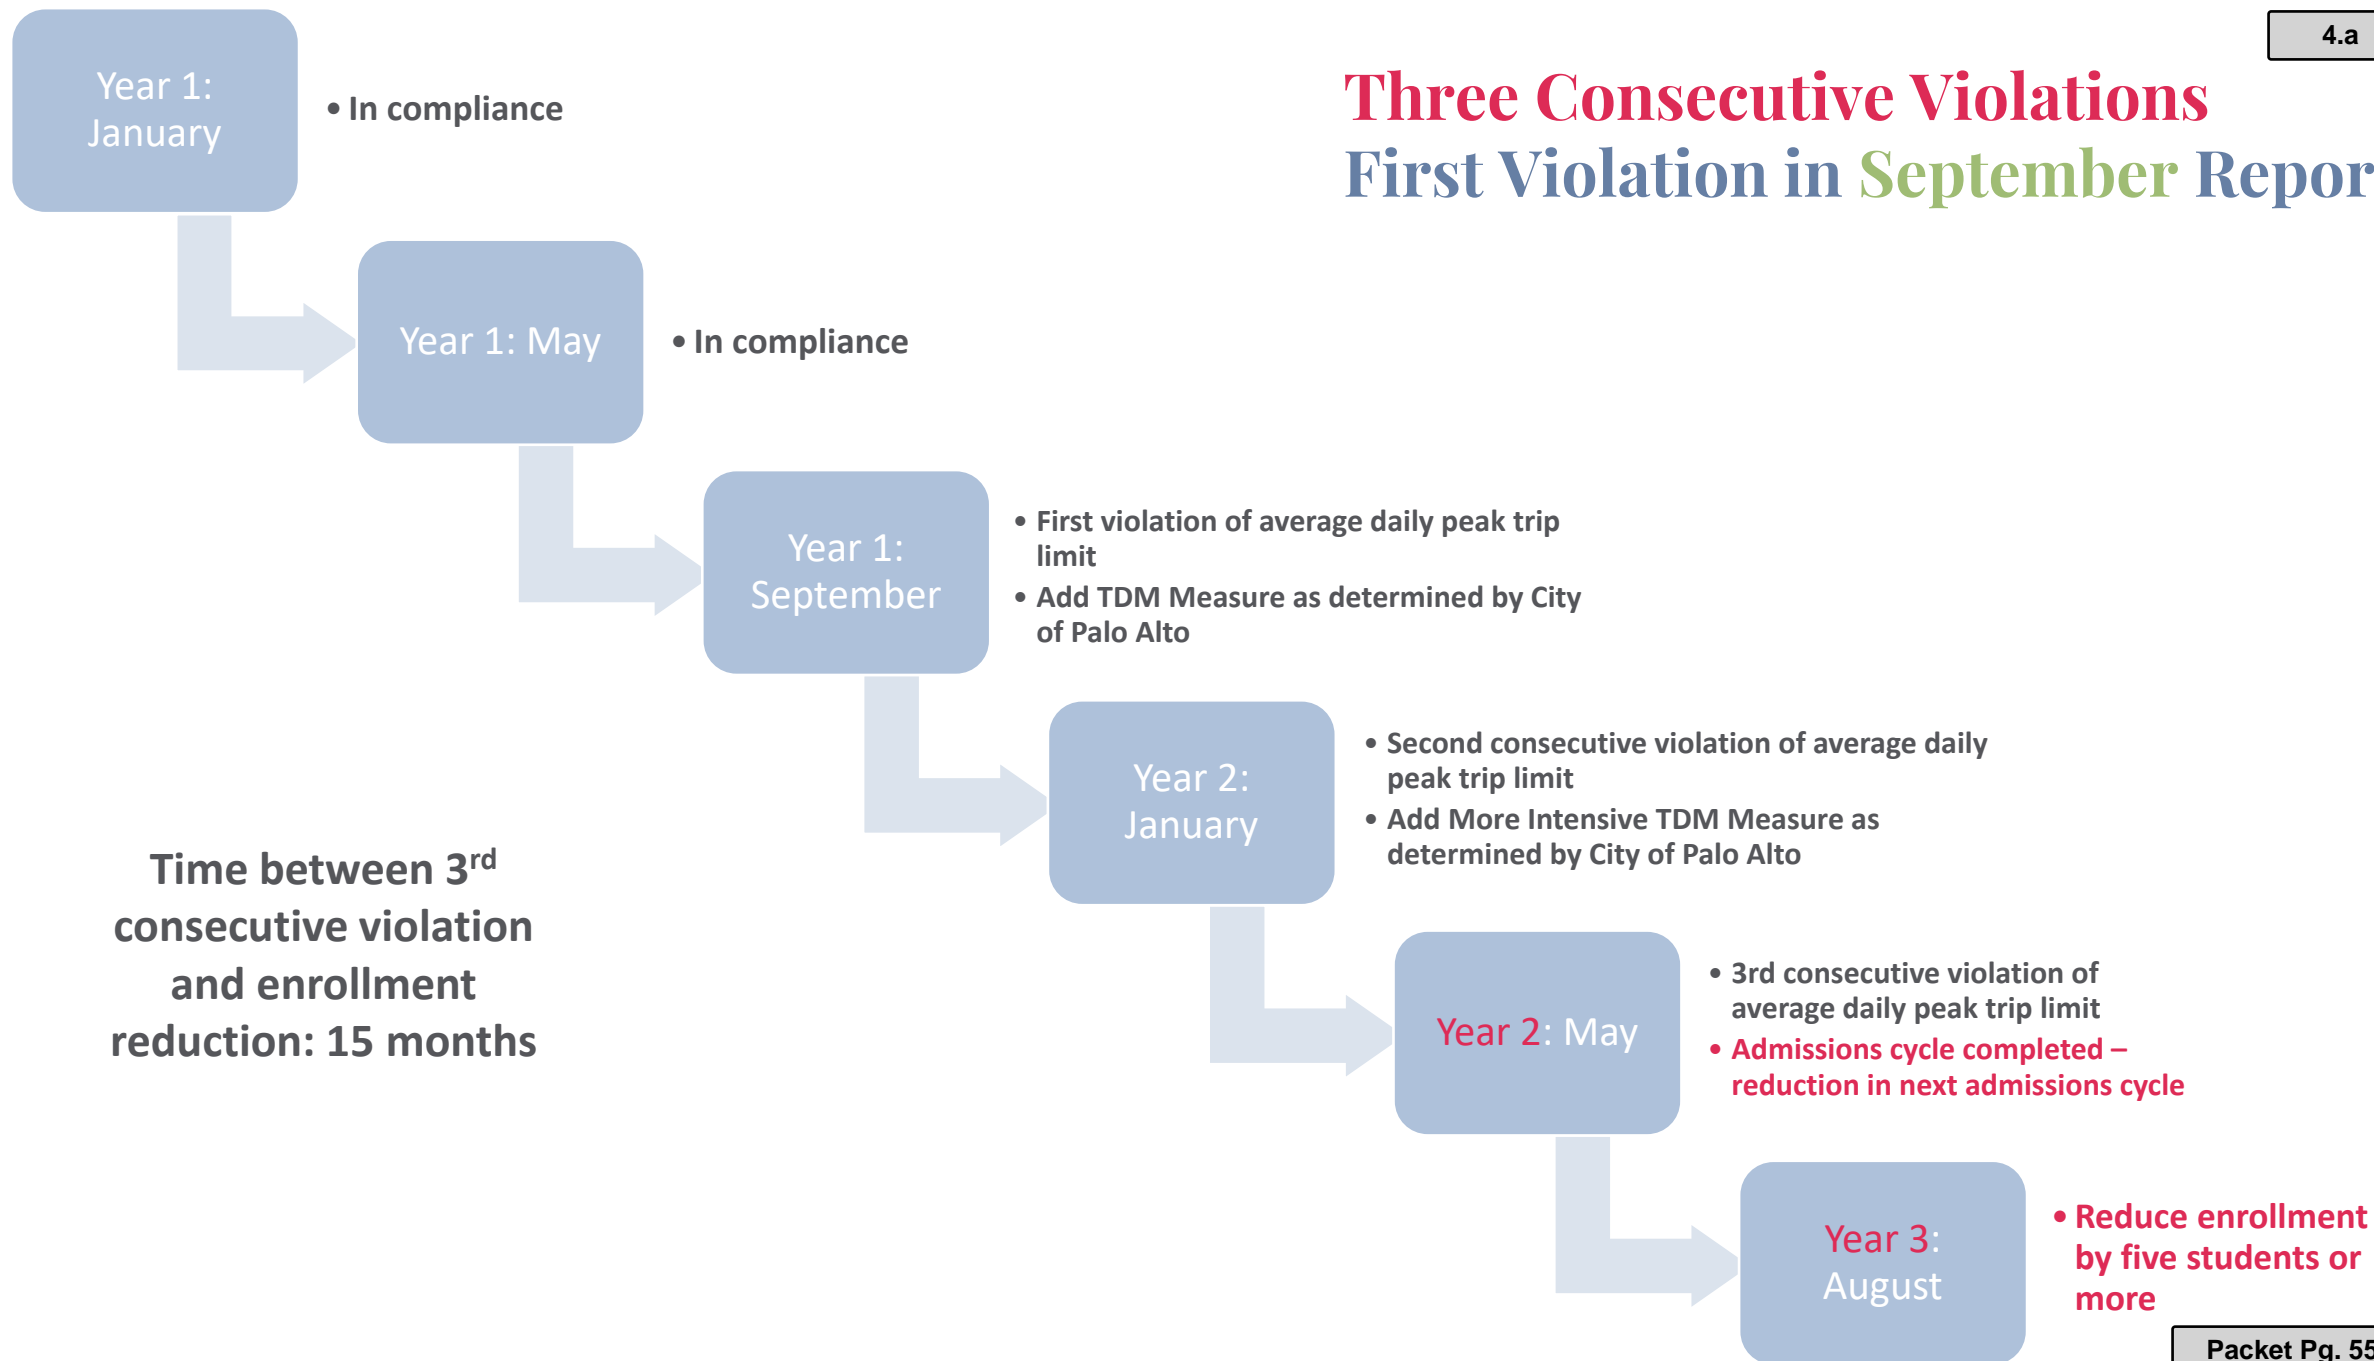 4.a
Three Consecutive Violations
First Violation in September Repor
Year 1:
January
• In compliance
Year 1: May
• In compliance
Year 1:
September
• First violation of average daily peak trip
limit
• Add TDM Measure as determined by City
of Palo Alto
Year 2:
January
• Second consecutive violation of average daily
peak trip limit
• Add More Intensive TDM Measure as
determined by City of Palo Alto
Time between 3rd
consecutive violation
and enrollment
reduction: 15 months
Year 2: May
• 3rd consecutive violation of
average daily peak trip limit
• Admissions cycle completed –
reduction in next admissions cycle
Year 3:
August
• Reduce enrollment
by five students or
more
Packet Pg. 55